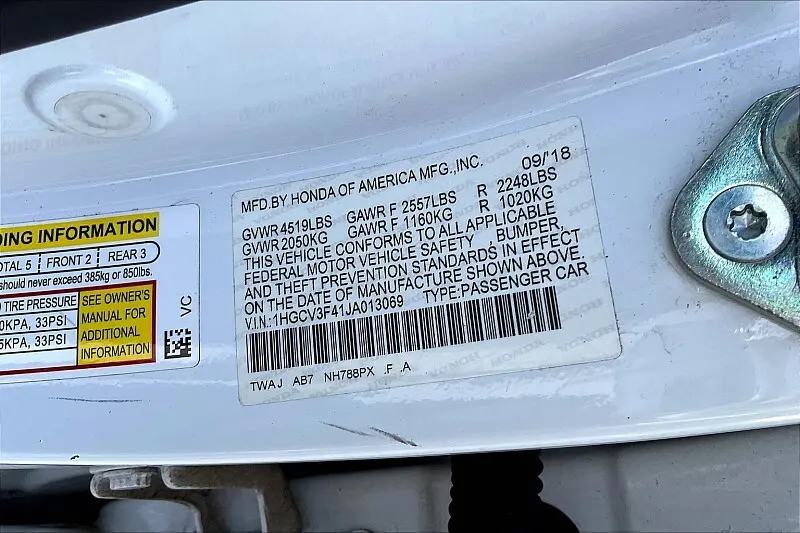 DING INFORMATION
OTAL 5 FRONT 2 REAR 3
should never exceed 385kg or 850lbs.
TIRE PRESSURE
0KPA, 33PSI
5KPA, 33PSI
SEE OWNER'S
MANUAL FOR
ADDITIONAL
INFORMATION
VC
MFD.BY HONDA OF AMERICA MFG.,INC. 09/'18
GVWR 4519LBS GAWR F 2557LBS R 2248LBS
GVWR 2050KG GAWR F 1160KG R 1020KG
THIS VEHICLE CONFORMS TO ALL APPLICABLE
FEDERAL MOTOR VEHICLE SAFETY , BUMPER,
AND THEFT PREVENTION STANDARDS IN EFFECT
ON THE DATE OF MANUFACTURE SHOWN ABOVE.
V.I.N.:1HGCV3F41JA013069 TYPE:PASSENGER CAR
TWAJ AB7 NH788PX .F .A